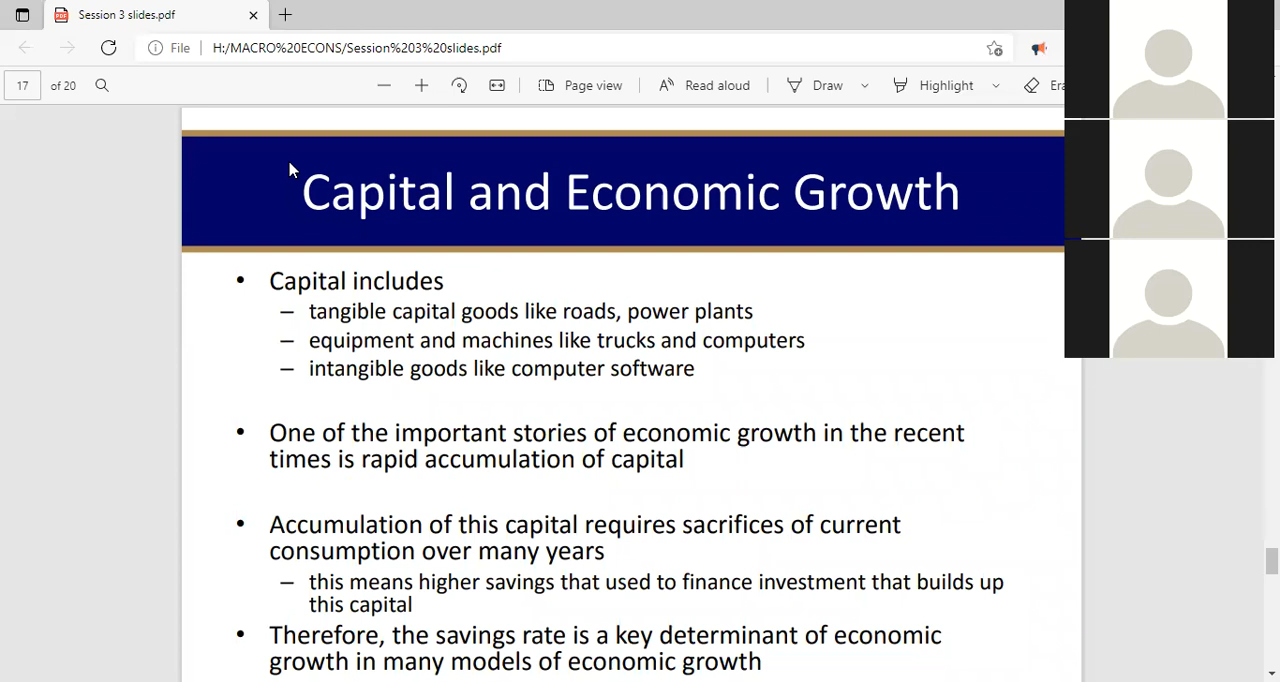 Session 3 slides.pdf
File H:/MACRO%20ECONS/Session%203%20slides.pdf
17 of 20 Page view Read aloud Draw Highlight Era
Capital and Economic Growth
• Capital includes
– tangible capital goods like roads, power plants
– equipment and machines like trucks and computers
– intangible goods like computer software
• One of the important stories of economic growth in the recent
times is rapid accumulation of capital
• Accumulation of this capital requires sacrifices of current
consumption over many years
– this means higher savings that used to finance investment that builds up
this capital
• Therefore, the savings rate is a key determinant of economic
growth in many models of economic growth